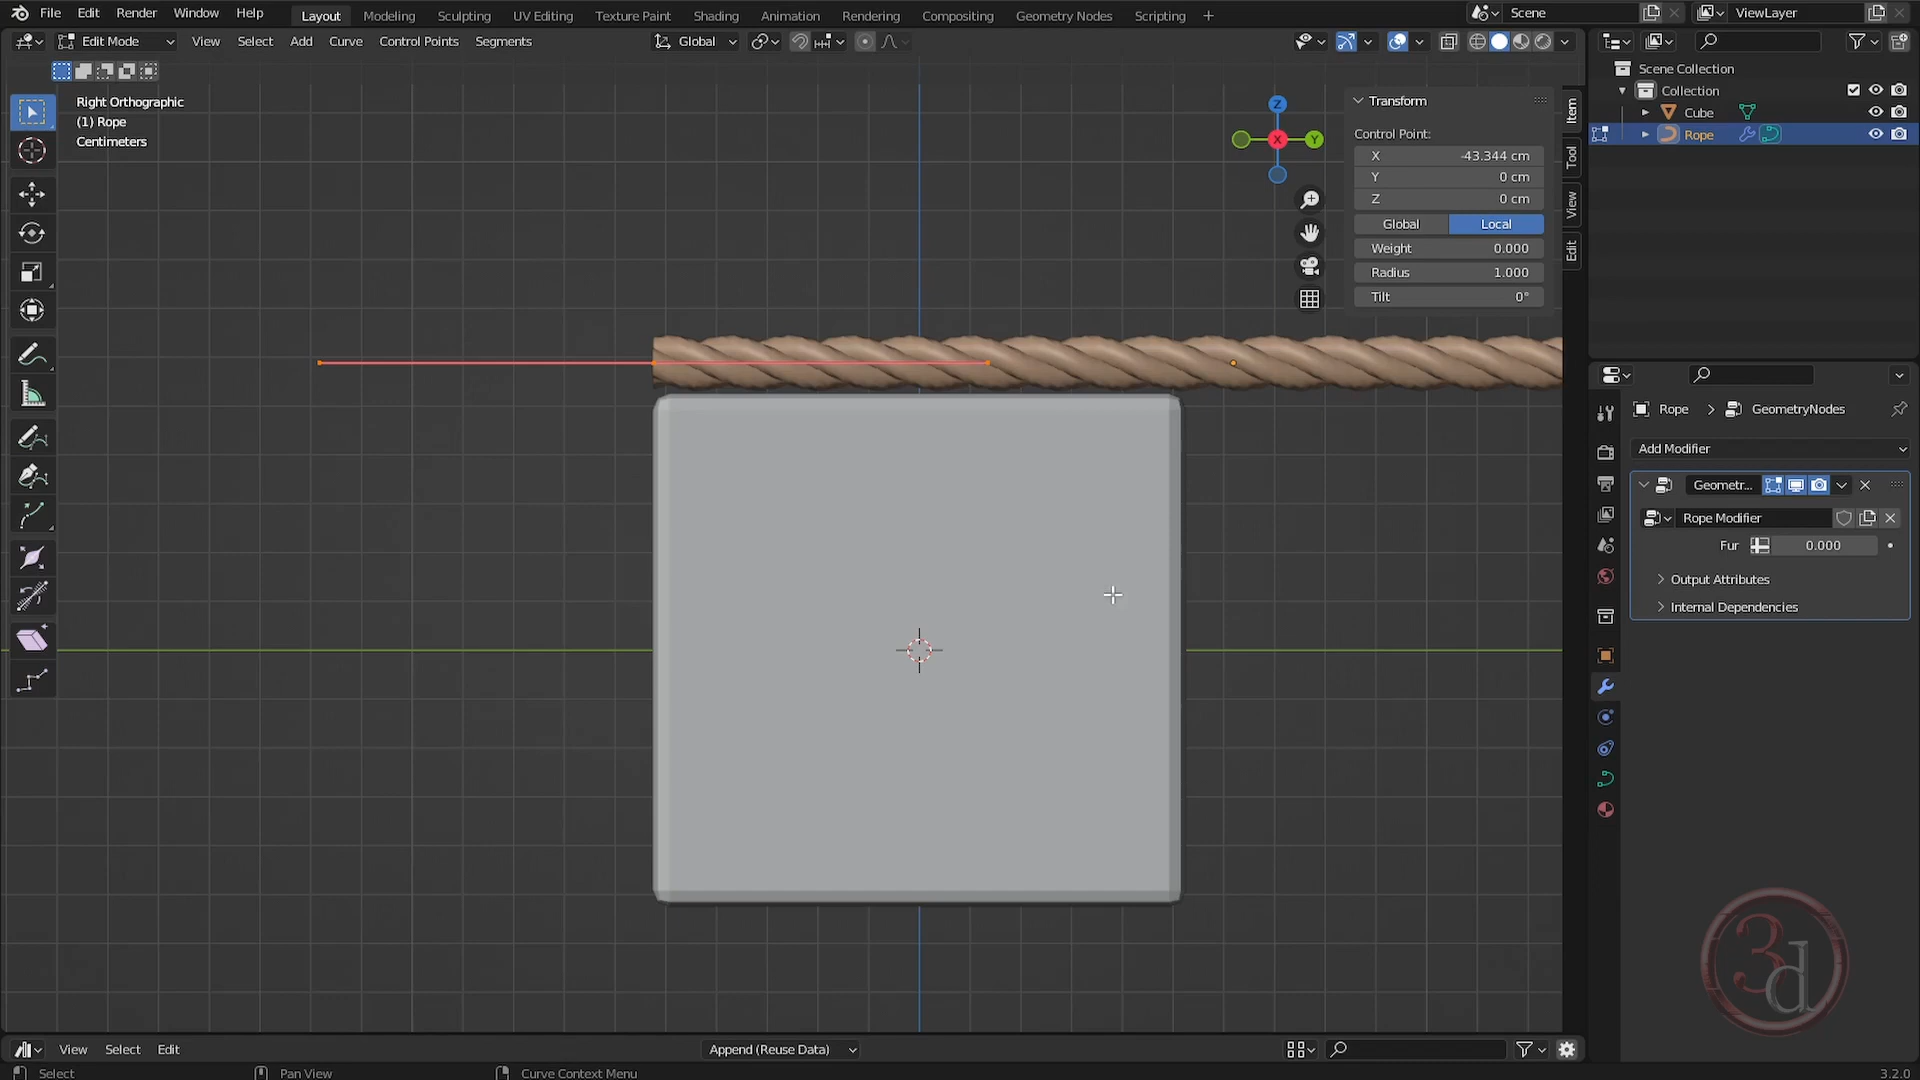 File Edit Render Window Help Layout Modeling Sculpting UV Editing Texture Paint Shading Animation Rendering Compositing Geometry Nodes Scripting + Scene ViewLayer
Edit Mode View Select Add Curve Control Points Segments Global
Right Orthographic
(1) Rope
Centimeters
Z
X
Y
Transform
Control Point:
X -43.344 cm
Y 0 cm
Z 0 cm
Global Local
Weight 0.000
Radius 1.000
Tilt 0°
Item
Tool
View
Edit
Scene Collection
Collection
Cube
Rope
Rope > GeometryNodes
Add Modifier
Geometr...
Rope Modifier
Fur 0.000
Output Attributes
Internal Dependencies
3d
View Select Edit Append (Reuse Data)
Select Pan View Curve Context Menu 3.2.0